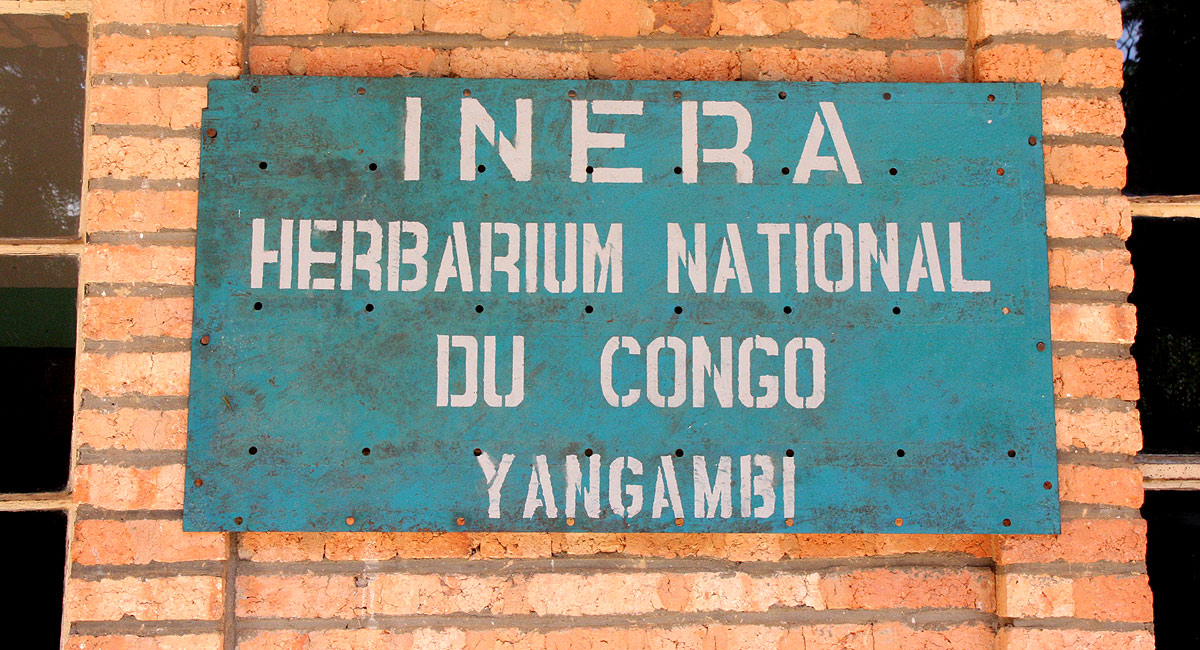 INERA
HERBARIUM NATIONAL
DU CONGO
YANGAMBI